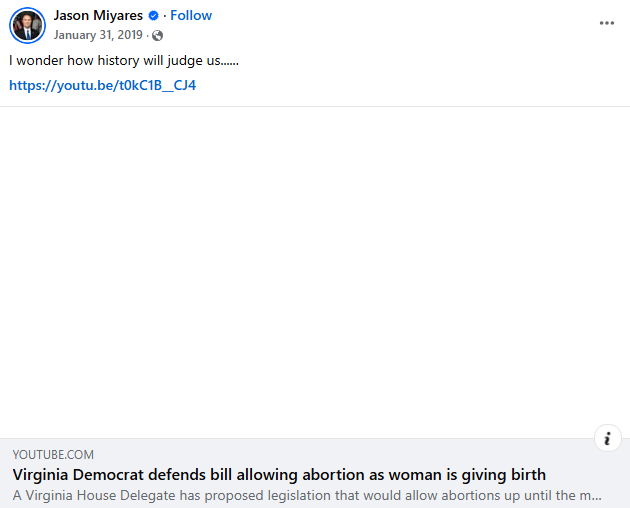 Jason Miyares · Follow
January 31, 2019 ·
I wonder how history will judge us......
https://youtu.be/t0kC1B__CJ4
YOUTUBE.COM
Virginia Democrat defends bill allowing abortion as woman is giving birth
A Virginia House Delegate has proposed legislation that would allow abortions up until the m...